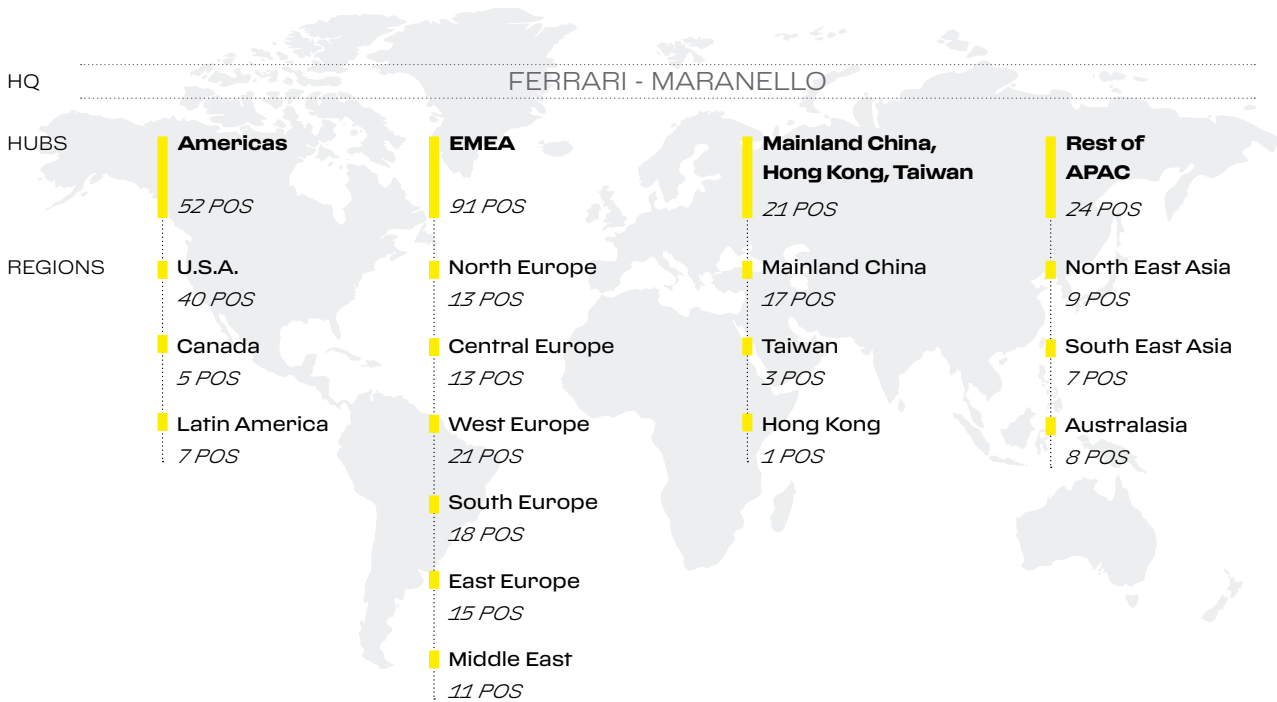 HQ
FERRARI - MARANELLO
HUBS
Americas
52 POS
EMEA
91 POS
Mainland China,
Hong Kong, Taiwan
21 POS
Rest of
APAC
24 POS
REGIONS
U.S.A.
40 POS
Canada
5 POS
Latin America
7 POS
North Europe
13 POS
Central Europe
13 POS
West Europe
21 POS
South Europe
18 POS
East Europe
15 POS
Middle East
11 POS
Mainland China
17 POS
Taiwan
3 POS
Hong Kong
1 POS
North East Asia
9 POS
South East Asia
7 POS
Australasia
8 POS